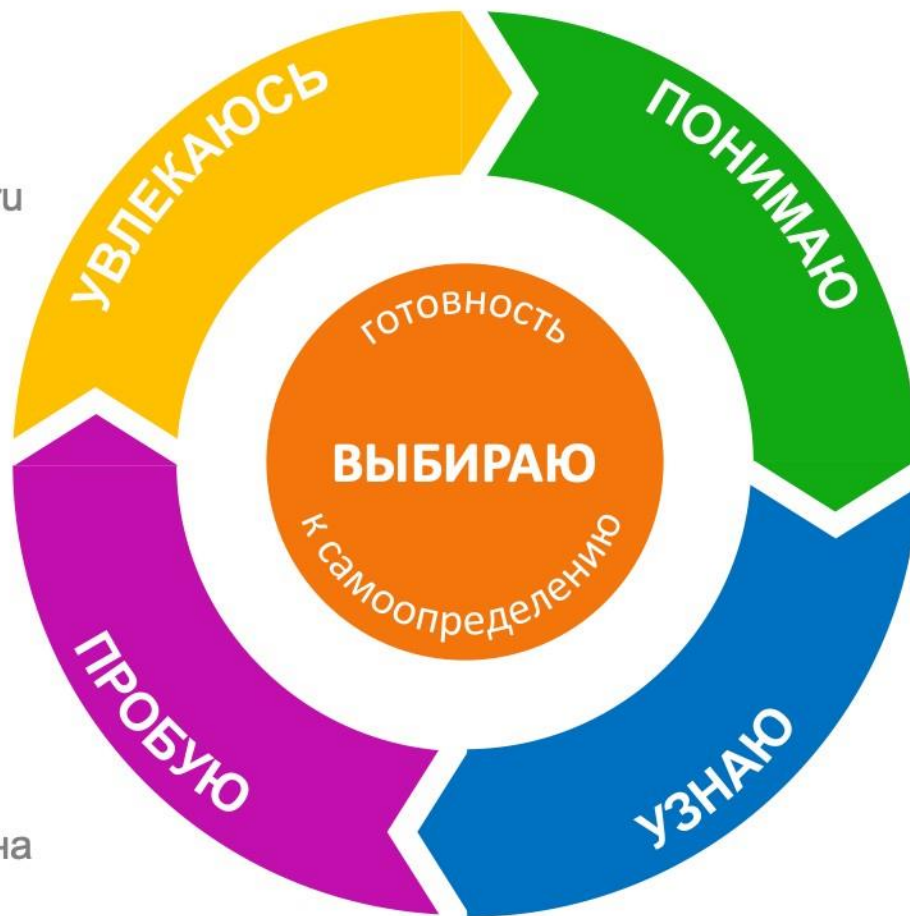 УВЛЕКАЮСЬ
ПОНИМАЮ
готовность
ВЫБИРАЮ
к самоопределению
ПРОБУЮ
УЗНАЮ